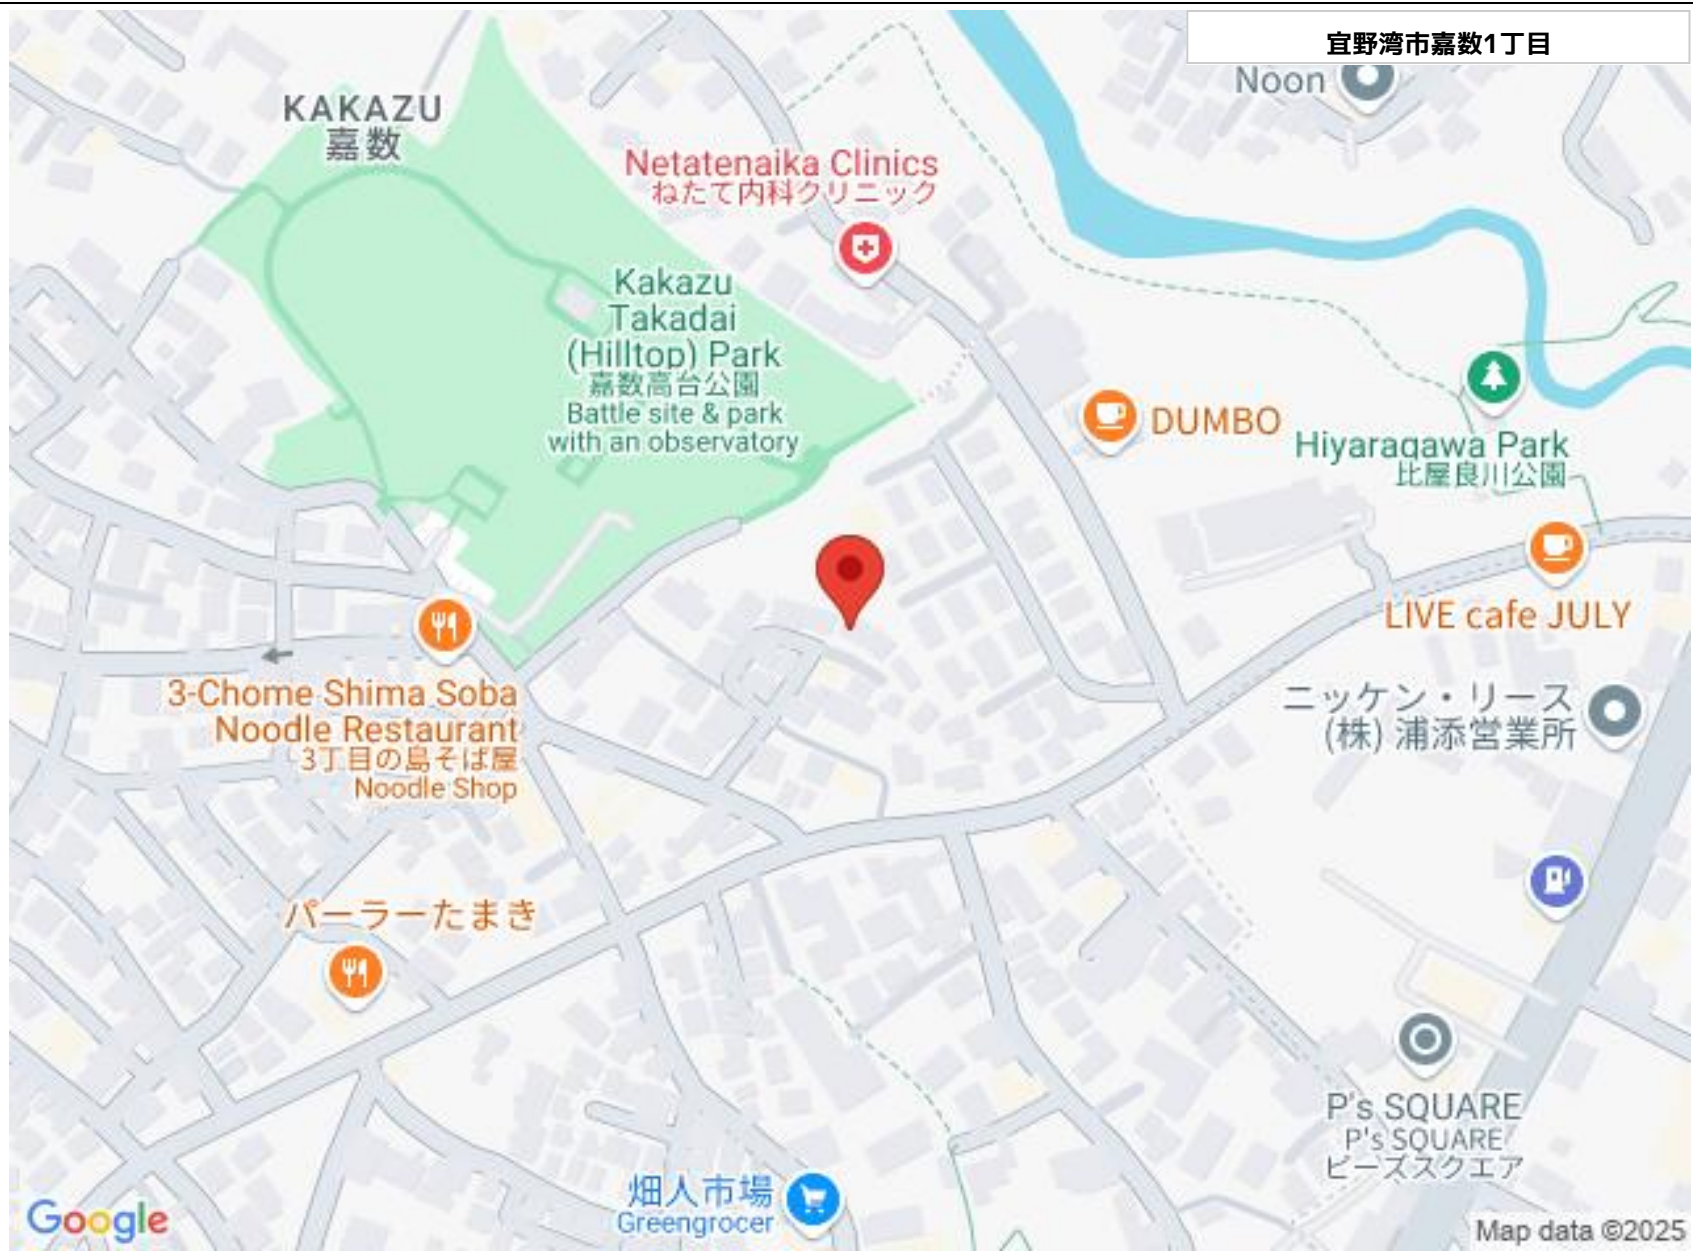 宜野湾市嘉数1丁目
Noon
KAKAZU
嘉数
Netatenaika Clinics
ねたて内科クリニック
Kakazu
Takadai
(Hilltop) Park
嘉数高台公園
Battle site & park
with an observatory
DUMBO
Hiyaragawa Park
比屋良川公園
LIVE cafe JULY
3-Chome Shima Soba
Noodle Restaurant
3丁目の島そば屋
Noodle Shop
ニッケン・リース
(株) 浦添営業所
パーラーたまき
P's SQUARE
P's SQUARE
ピーズスクエア
畑人市場
Greengrocer
Google
Map data ©2025